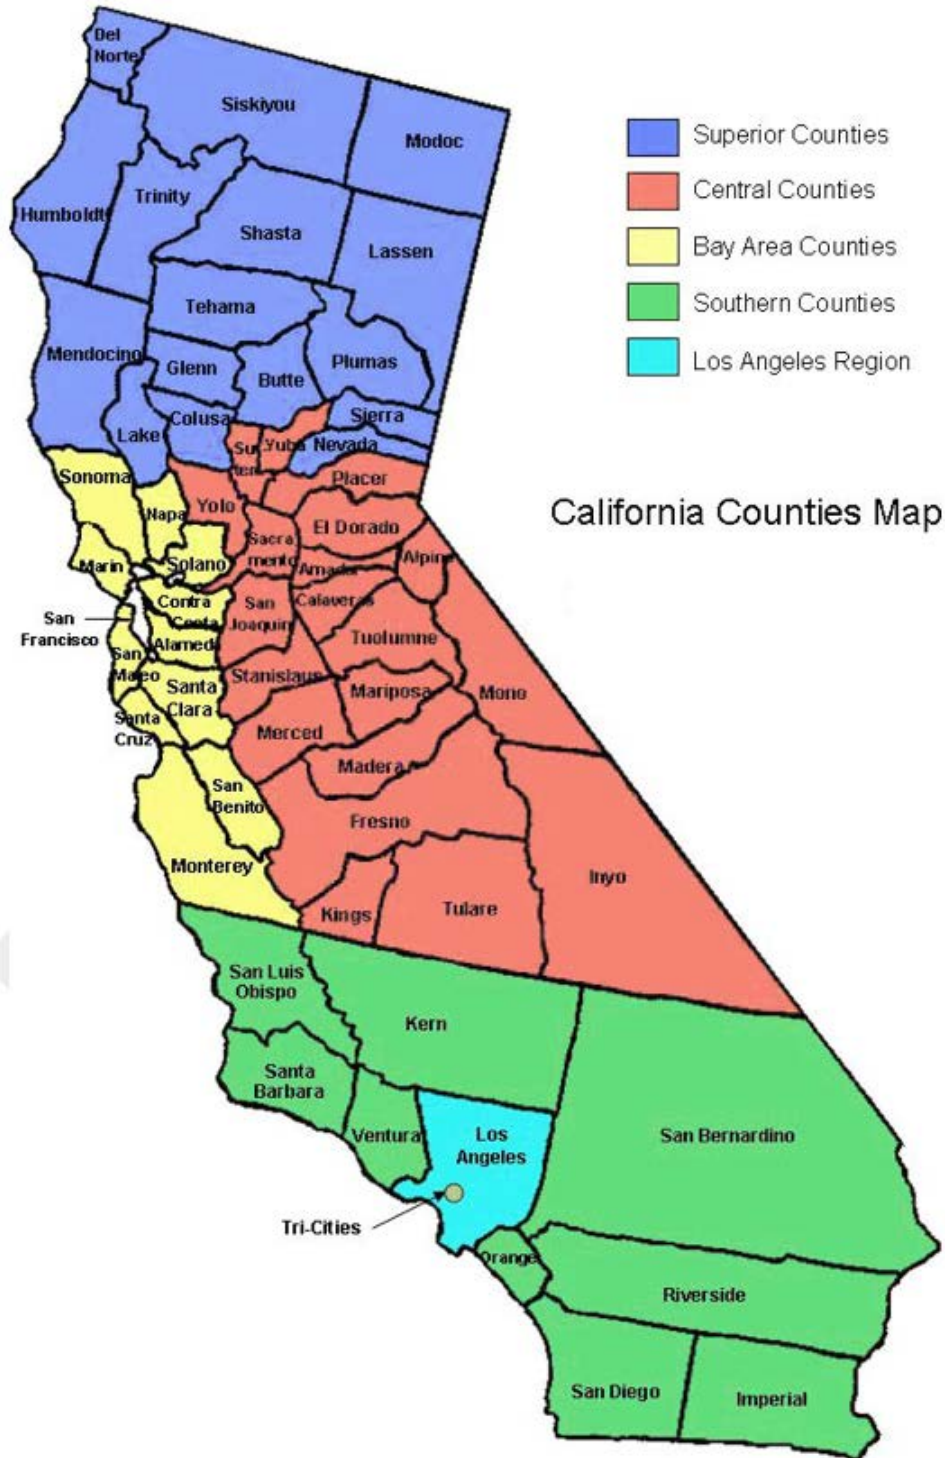 Del
Norte
Siskiyou
Modoc
Humboldt
Trinity
Shasta
Lassen
Tehama
Mendocino
Glenn
Butte
Plumas
Colusa
Lake
Sierra
Nevada
Yuba
Su
tter
Placer
Sonoma
Napa
Yolo
El Dorado
Sacra
mento
Alpine
Marin
Solano
Amador
Contra
Costa
San
Joaquin
Calaveras
San
Francisco
Alameda
Tuolumne
San
Mateo
Santa
Clara
Stanislaus
Mariposa
Mono
Santa
Cruz
Merced
Madera
San
Benito
Fresno
Monterey
Kings
Tulare
Inyo
San Luis
Obispo
Kern
Santa
Barbara
Ventura
Los
Angeles
San Bernardino
Tri-Cities
Orange
Riverside
San Diego
Imperial
Superior Counties
Central Counties
Bay Area Counties
Southern Counties
Los Angeles Region
California Counties Map